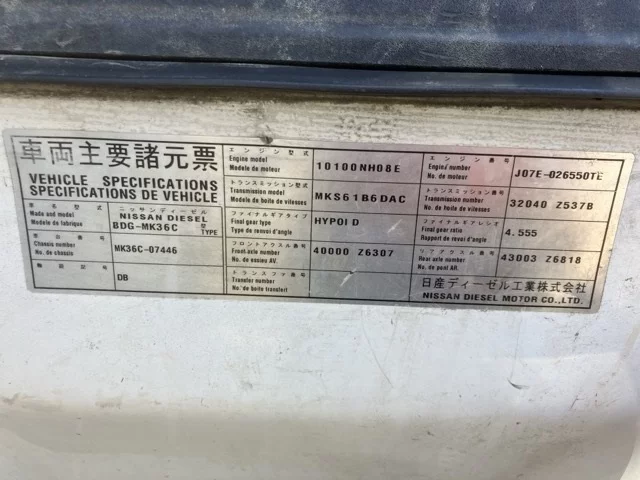 車両主要諸元票
VEHICLE SPECIFICATIONS
SPECIFICATIONS DE VEHICLE
車名型式
Make and model
Modele de fabrique
ニッサンディーゼル
NISSAN DIESEL
BDG-MK36C 型 TYPE
車台番号
Chassis number
No. de chassis
MK36C-07446
DB
エンジン型式
Engine model
Modele de moteur
10100NH08E
エンジン番号
Engine number
No. de moteur
J07E-026550TE
トランスミッション型式
Transmission model
Modele de boite de vitesses
MKS61B6DAC
トランスミッション番号
Transmission number
No. de boite de vitesses
32040 Z537B
ファイナルギアタイプ
Final gear type
Type de renvoi d'angle
HYPOID
ファイナルギアレシオ
Final gear ratio
Rapport de renvoi d'angle
4.555
フロントアクスル番号
Front axle number
No. de essieu AV.
40000 Z6307
リヤアクスル番号
Rear axle number
No. de pont AR.
43003 Z6818
トランスファ番号
Transfer number
No. de boite transfert
日産ディーゼル工業株式会社
NISSAN DIESEL MOTOR CO.,LTD.